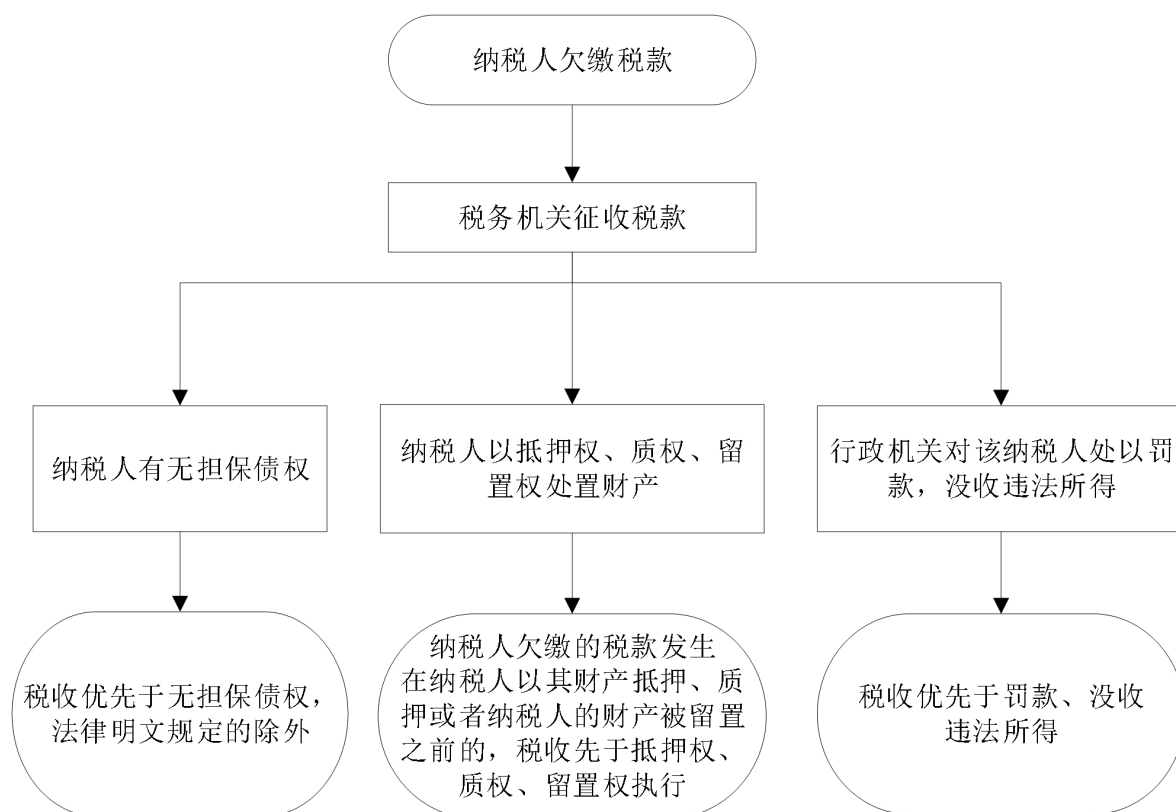 纳税人欠缴税款
税务机关征收税款
纳税人有无担保债权
纳税人以抵押权、质权、留
置权处置财产
行政机关对该纳税人处以罚
款，没收违法所得
税收优先于无担保债权，
法律明文规定的除外
纳税人欠缴的税款发生
在纳税人以其财产抵押、质
押或者纳税人的财产被留置
之前的，税收先于抵押权、
质权、留置权执行
税收优先于罚款、没收
违法所得